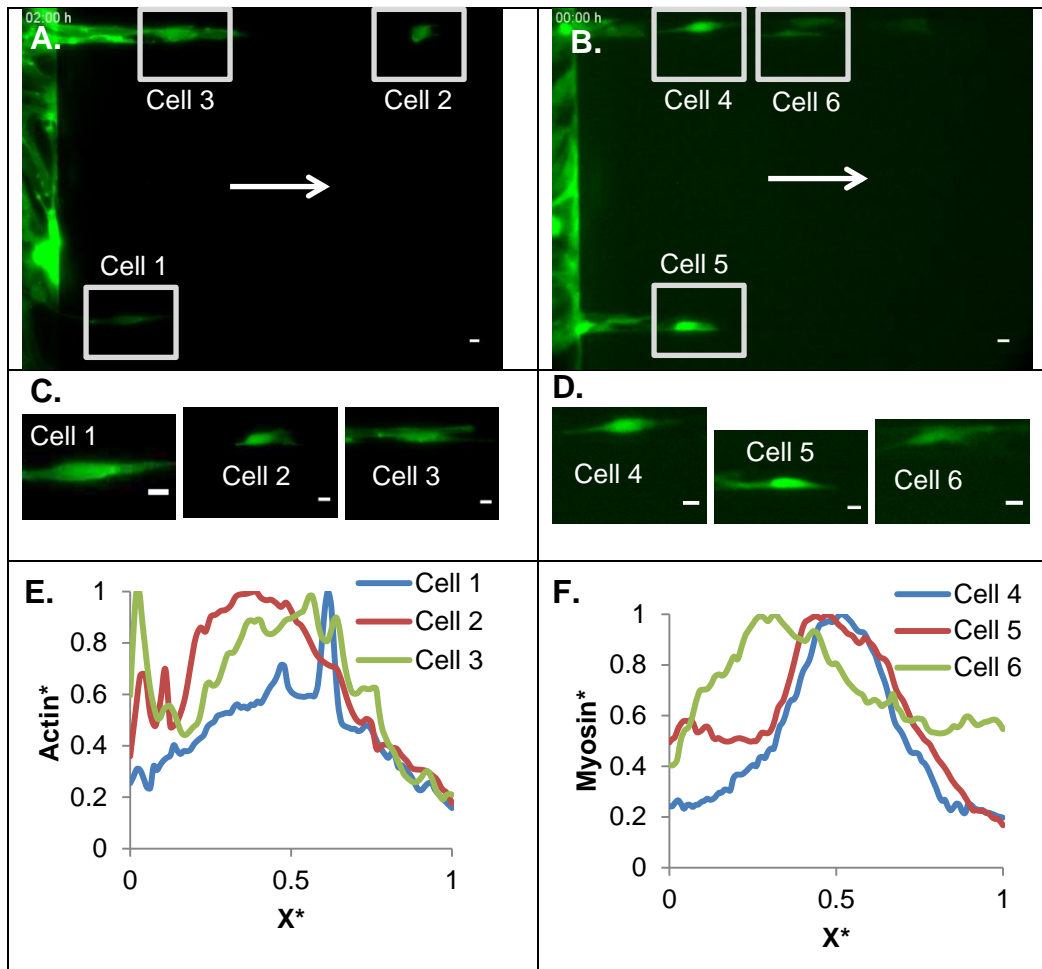 02:00 h
A.
Cell 3
Cell 2
Cell 1
00:00 h
B.
Cell 4
Cell 6
Cell 5
C.
Cell 1
Cell 2
Cell 3
D.
Cell 4
Cell 5
Cell 6
E.
Cell 1
Cell 2
Cell 3
1
0.8
0.6
0.4
0.2
0
Actin*
0
0.5
1
X*
F.
Cell 4
Cell 5
Cell 6
1
0.8
0.6
0.4
0.2
0
Myosin*
0
0.5
1
X*